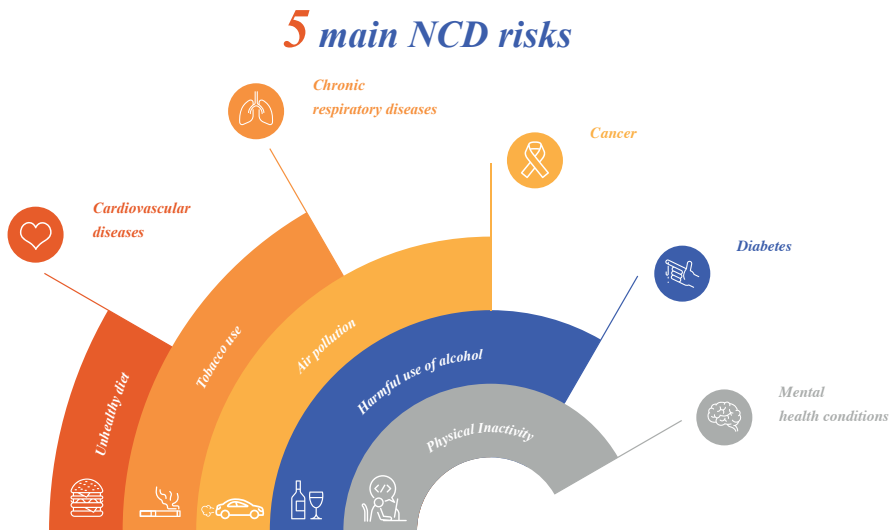 5 main NCD risks
Chronic
respiratory diseases
Cancer
Cardiovascular
diseases
Diabetes
Mental
health conditions
Unhealthy diet
Tobacco use
Air pollution
Harmful use of alcohol
Physical Inactivity
</>